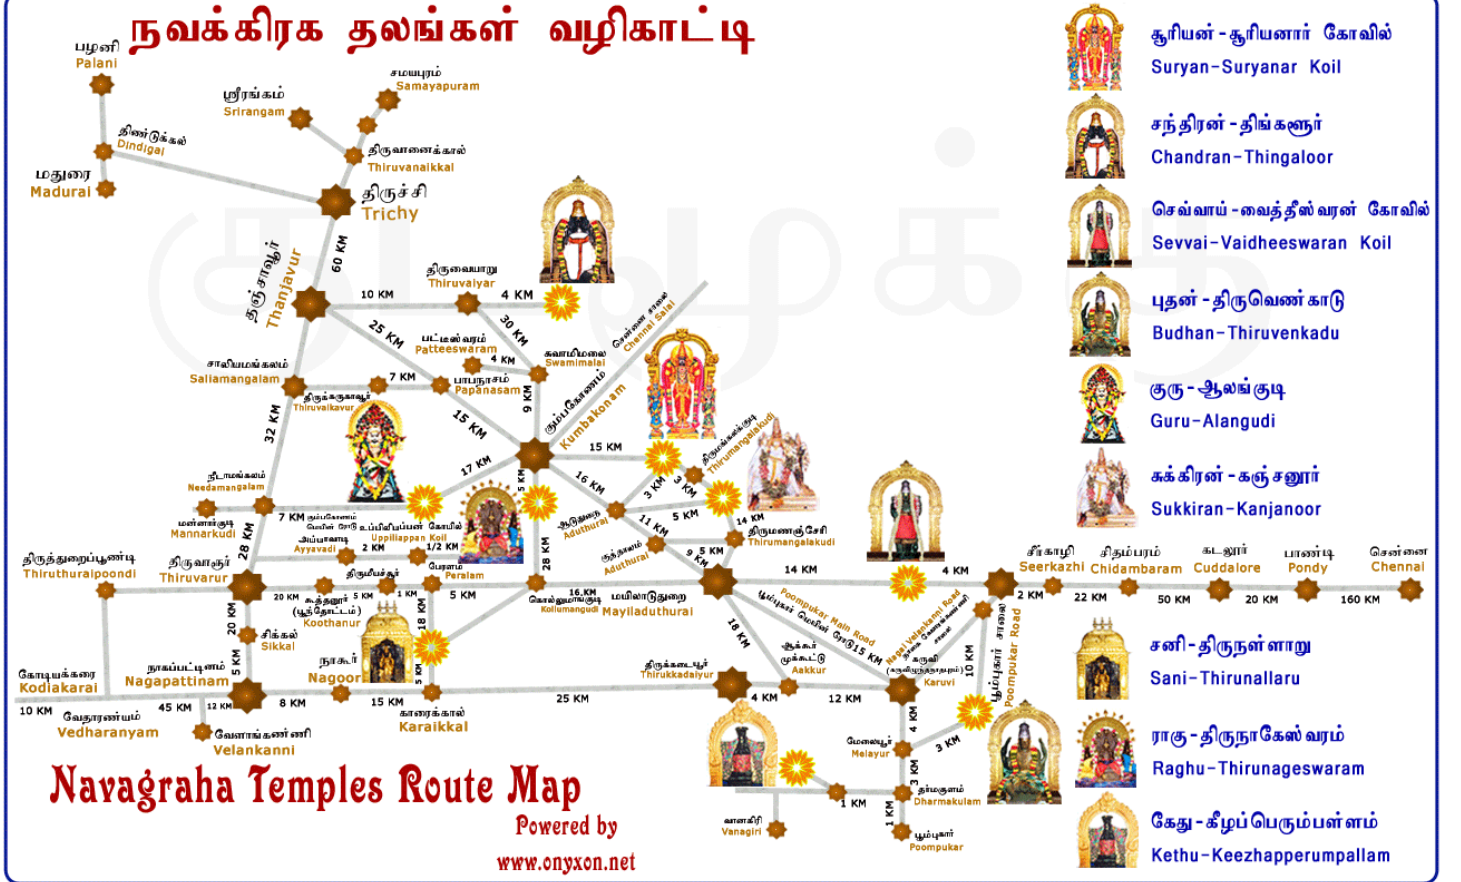 நவக்கிரக தலங்கள் வழிகாட்டி
பழனி
Palani
சமயபுரம்
Samayapuram
ஸ்ரீரங்கம்
Srirangam
திண்டுக்கல்
Dindigal
திருவானைக்கால்
Thiruvanaikkal
மதுரை
Madurai
திருச்சி
Trichy
60 KM
தஞ்சாவூர்
Thanjavur
10 KM
திருவையாறு
Thiruvaiyar
4 KM
30 KM
25 KM
பட்டீஸ்வரம்
Patteeswaram
4 KM
சுவாமிமலை
Swamimalai
சென்னை சாலை
Chennai Salai
சாலியமங்கலம்
Saliamangalam
திருக்கருகாவூர்
Thiruvaikavur
7 KM
பாபநாசம்
Papanasam
9 KM
கும்பகோணம்
Kumbakonam
32 KM
15 KM
17 KM
15 KM
திருமங்கலக்குடி
Thirumangalakudi
நீடாமங்கலம்
Needamangalam
5 KM
16 KM
3 KM
3 KM
மன்னார்குடி
Mannarkudi
7 KM
கும்பகோணம்
மெயின் ரோடு
உப்பிலியப்பன் கோயில்
Uppiliappan Koil
ஆடுதுறை
Aduthurai
5 KM
14 KM
11 KM
திருமணஞ்சேரி
Thirumangalakudi
28 KM
அய்யாவாடி
Ayyavadi
2 KM
1/2 KM
28 KM
குத்தாலம்
Aduthurai
5 KM
9 KM
திருத்துறைப்பூண்டி
Thiruthuraipoondi
திருவாரூர்
Thiruvarur
20 KM
கூத்தனூர்
(பூந்தோட்டம்)
Koothanur
திருமீயச்சூர்
5 KM
1 KM
பேரளம்
Peralam
5 KM
கொல்லுமாங்குடி
Kollumangudi
16 KM
மயிலாடுதுறை
Mayiladuthurai
14 KM
4 KM
சீர்காழி
Seerkazhi
2 KM
சிதம்பரம்
Chidambaram
22 KM
கடலூர்
Cuddalore
50 KM
பாண்டி
Pondy
20 KM
சென்னை
Chennai
160 KM
20 KM
சிக்கல்
Sikkal
18 KM
Poompukar Main Road
பூம்புகார் மெயின் ரோடு
15 KM
Nagai Velankanni Road
பூம்புகார் சாலை
Poompukar Road
10 KM
18 KM
கோடியக்கரை
Kodiakarai
நாகப்பட்டினம்
Nagapattinam
5 KM
நாகூர்
Nagoor
5 KM
திருக்கடையூர்
Thirukkadaiyur
ஆக்கூர்
முக்கூட்டு
Aakkur
கருவி
Karuvi
10 KM
வேதாரண்யம்
Vedharanyam
45 KM
12 KM
8 KM
15 KM
காரைக்கால்
Karaikkal
25 KM
4 KM
12 KM
4 KM
வேளாங்கண்ணி
Velankanni
மேலையூர்
Melayur
3 KM
3 KM
தர்மகுளம்
Dharmakulam
1 KM
1 KM
வானகிரி
Vanagiri
பூம்புகார்
Poompukar
Navagraha Temples Route Map
Powered by
www.onyxon.net
சூரியன்-சூரியனார் கோவில்
Suryan-Suryanar Koil
சந்திரன்-திங்களூர்
Chandran-Thingaloor
செவ்வாய்-வைத்தீஸ்வரன் கோவில்
Sevvai-Vaidheeswaran Koil
புதன்-திருவெண்காடு
Budhan-Thiruvenkadu
குரு-ஆலங்குடி
Guru-Alangudi
சுக்கிரன்-கஞ்சனூர்
Sukkiran-Kanjanoor
சனி-திருநள்ளாறு
Sani-Thirunallaru
ராகு-திருநாகேஸ்வரம்
Raghu-Thirunageswaram
கேது-கீழப்பெரும்பள்ளம்
Kethu-Keezhapperumpallam